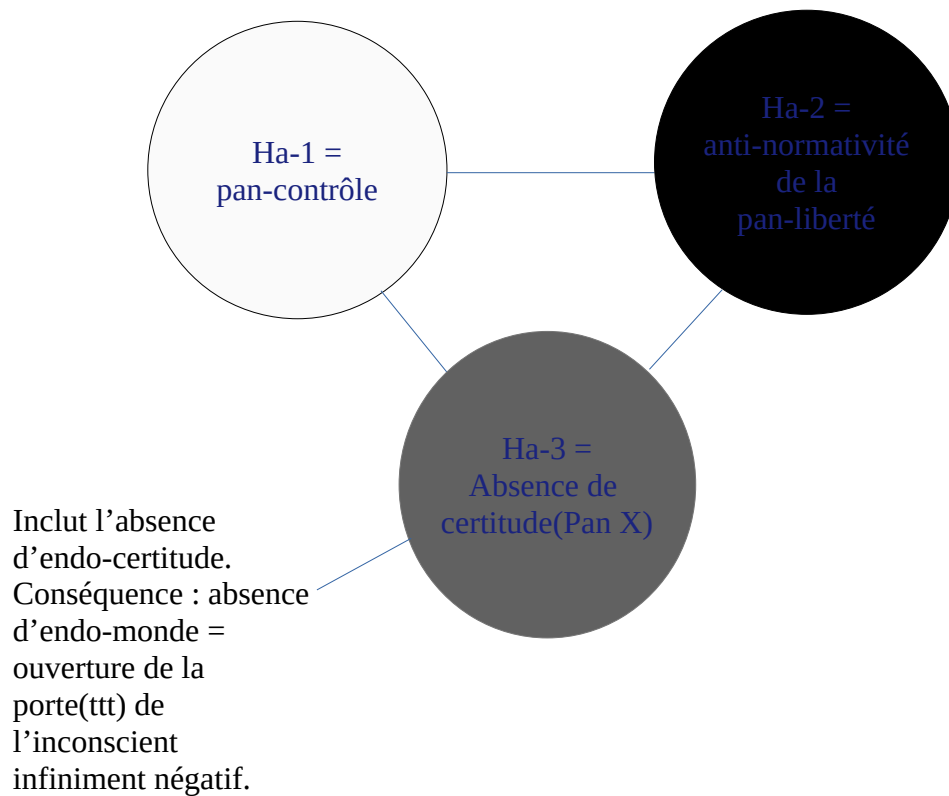 Ha-1 =
pan-contrôle
Ha-2 =
anti-normativité
de la
pan-liberté
Ha-3 =
Absence de
certitude(Pan X)
Inclut l’absence
d’endo-certitude.
Conséquence : absence
d’endo-monde =
ouverture de la
porte(ttt) de
l’inconscient
infiniment négatif.